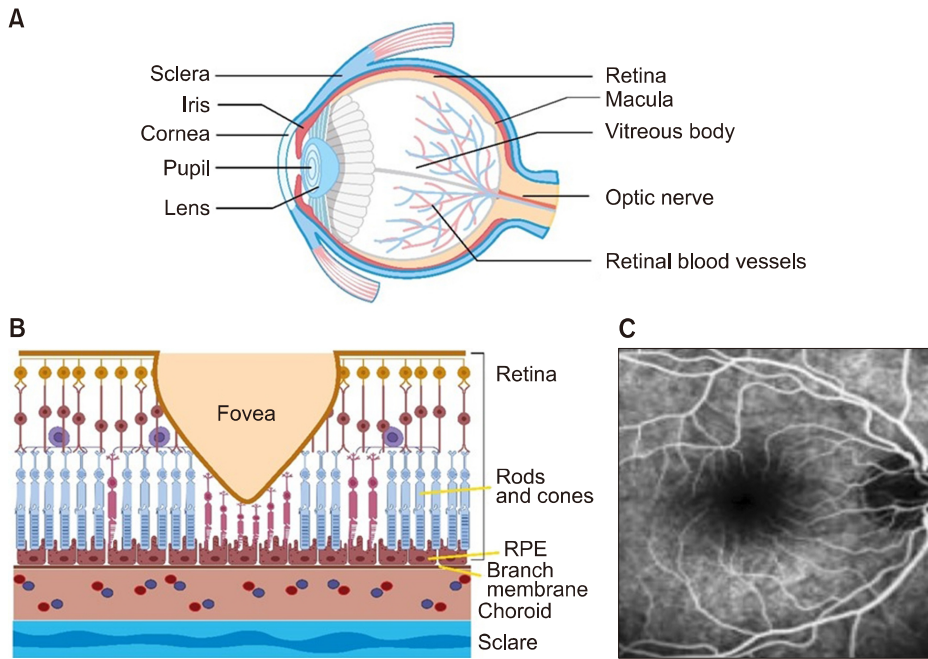 A
Sclera
Iris
Cornea
Pupil
Lens
Retina
Macula
Vitreous body
Optic nerve
Retinal blood vessels
B
Fovea
Retina
Rods
and cones
RPE
Branch
membrane
Choroid
Sclare
C